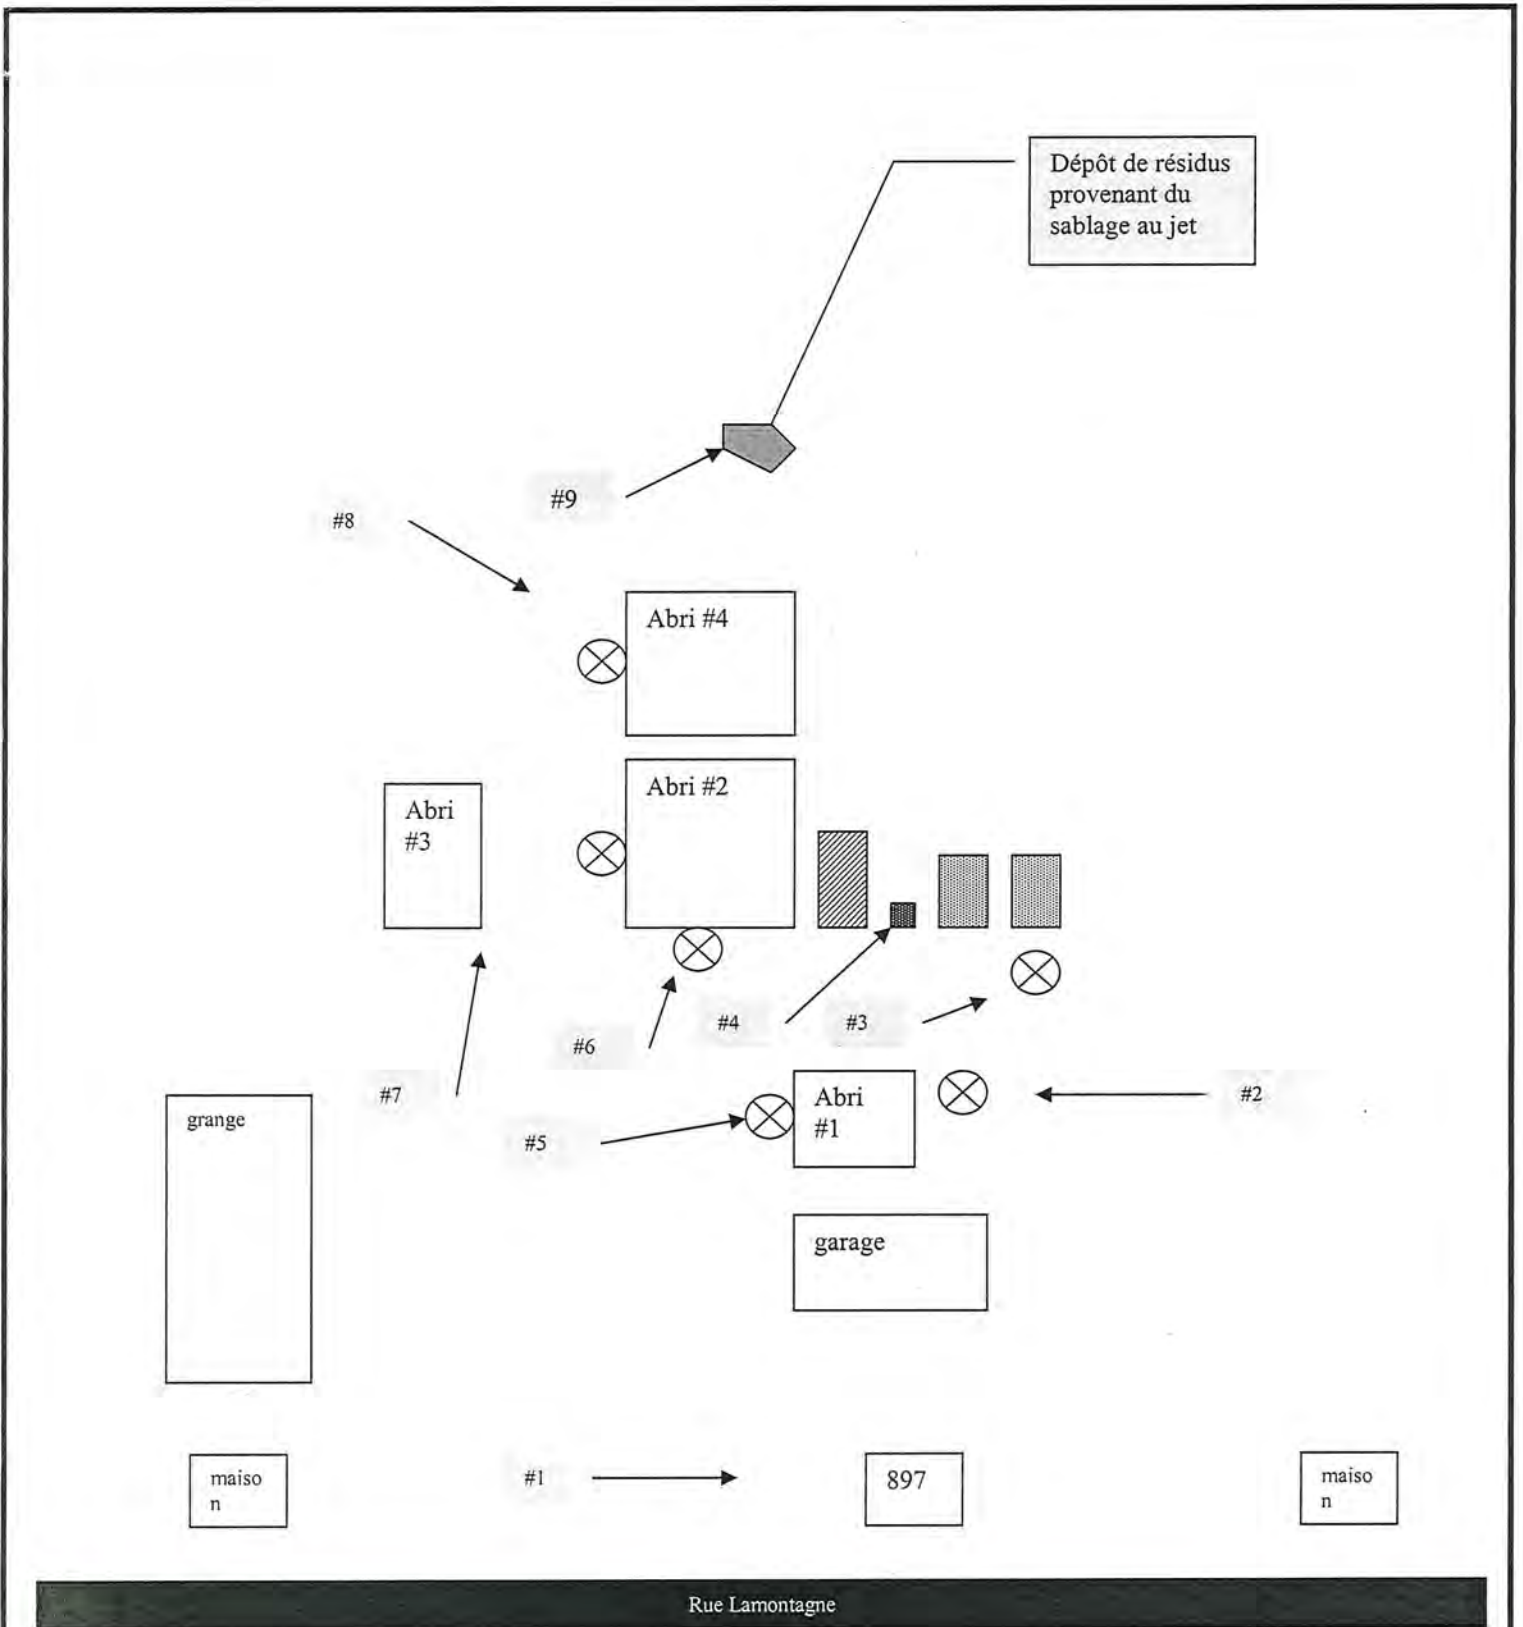 Dépôt de résidus
provenant du
sablage au jet
#9
#8
Abri #4
Abri #2
Abri
#3
#4
#3
#6
#7
Abri
#1
#2
grange
#5
garage
maiso
n
#1
897
maiso
n
Rue Lamontagne